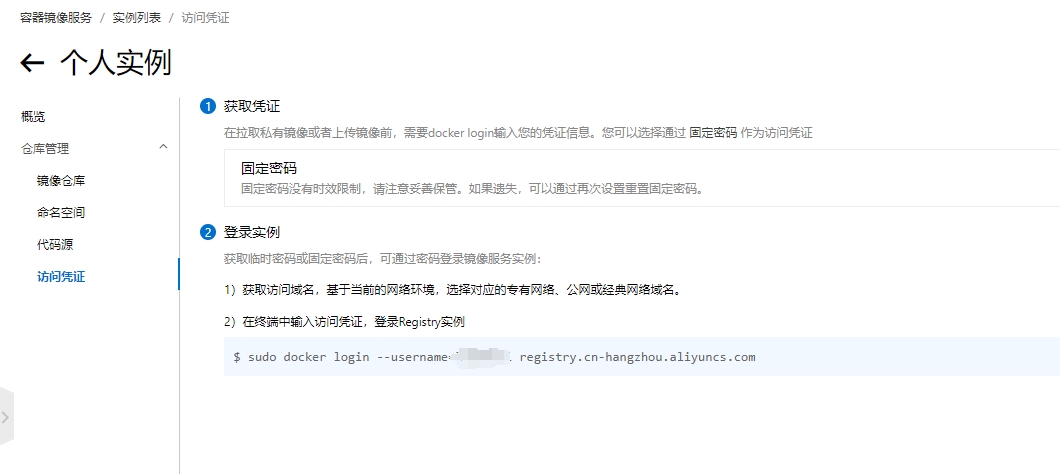 容器镜像服务 / 实例列表 / 访问凭证
← 个人实例
概览
仓库管理
镜像仓库
命名空间
代码源
访问凭证
1 获取凭证
在拉取私有镜像或者上传镜像前，需要docker login输入您的凭证信息。您可以选择通过 固定密码 作为访问凭证
固定密码
固定密码没有时效限制，请注意妥善保管。如果遗失，可以通过再次设置重置固定密码。
2 登录实例
获取临时密码或固定密码后，可通过密码登录镜像服务实例：
1）获取访问域名，基于当前的网络环境，选择对应的专有网络、公网或经典网络域名。
2）在终端中输入访问凭证，登录Registry实例
$ sudo docker login --username= registry.cn-hangzhou.aliyuncs.com